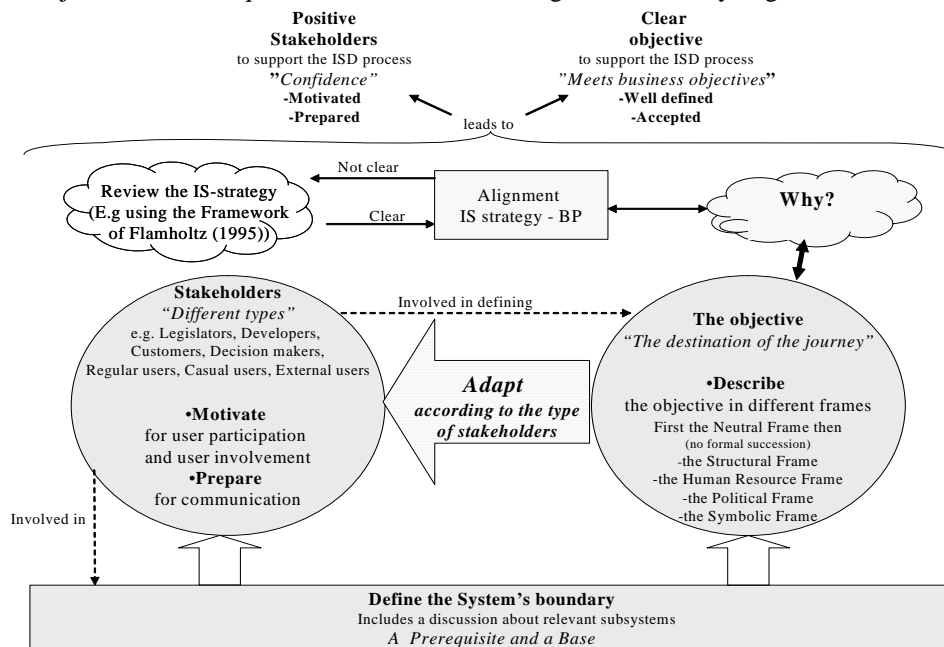 Positive
Stakeholders
to support the ISD process
”Confidence”
-Motivated
-Prepared
Clear
objective
to support the ISD process
”Meets business objectives”
-Well defined
-Accepted
leads to
Not clear
Review the IS-strategy
(E.g using the Framework
of Flamholtz (1995))
Clear
Alignment
IS strategy - BP
Why?
Stakeholders
“Different types”
e.g. Legislators, Developers,
Customers, Decision makers,
Regular users, Casual users, External users
•Motivate
for user participation
and user involvement
•Prepare
for communication
Involved in defining
Adapt
according to the type
of stakeholders
The objective
“The destination of the journey”
•Describe
the objective in different frames
First the Neutral Frame then
(no formal succession)
-the Structural Frame
-the Human Resource Frame
-the Political Frame
-the Symbolic Frame
Involved in
Define the System’s boundary
Includes a discussion about relevant subsystems
A Prerequisite and a Base